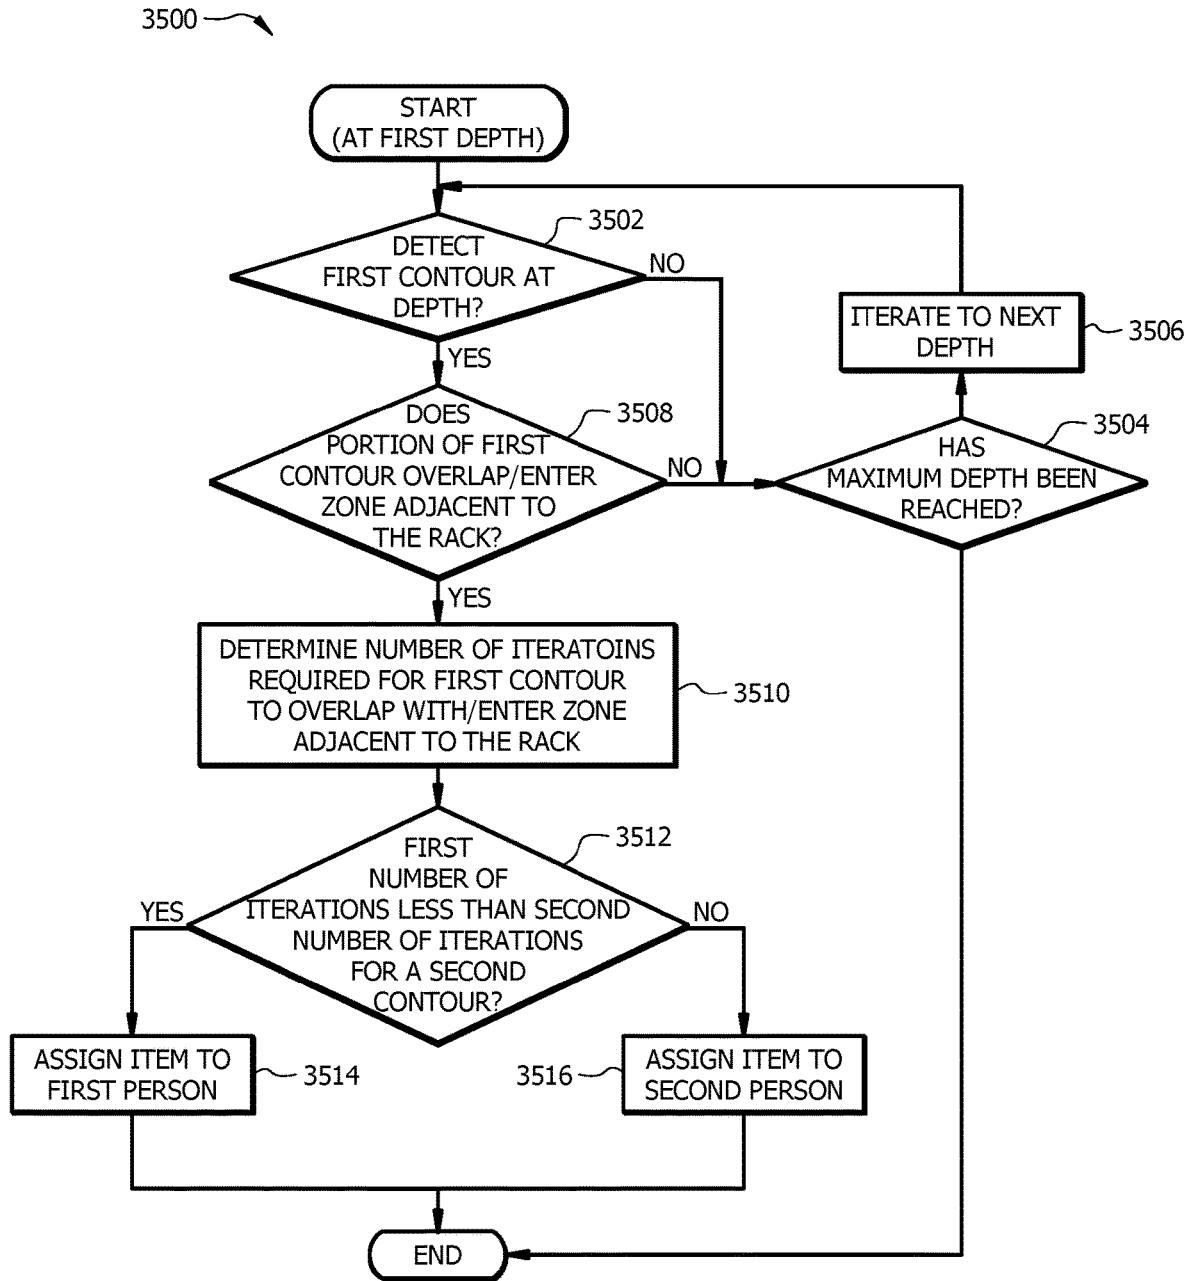 3500
START
(AT FIRST DEPTH)
3502
DETECT
FIRST CONTOUR AT
DEPTH?
NO
YES
ITERATE TO NEXT
DEPTH
3506
3508
DOES
PORTION OF FIRST
CONTOUR OVERLAP/ENTER
ZONE ADJACENT TO
THE RACK?
NO
YES
3504
HAS
MAXIMUM DEPTH BEEN
REACHED?
DETERMINE NUMBER OF ITERATOINS
REQUIRED FOR FIRST CONTOUR
TO OVERLAP WITH/ENTER ZONE
ADJACENT TO THE RACK
3510
3512
FIRST
NUMBER OF
ITERATIONS LESS THAN SECOND
NUMBER OF ITERATIONS
FOR A SECOND
CONTOUR?
YES
NO
ASSIGN ITEM TO
FIRST PERSON
3514
3516
ASSIGN ITEM TO
SECOND PERSON
END